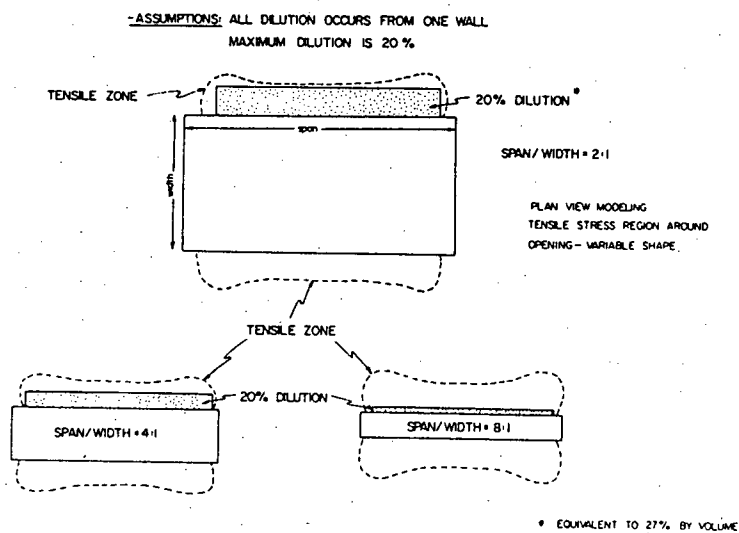 -ASSUMPTIONS: ALL DILUTION OCCURS FROM ONE WALL
MAXIMUM DILUTION IS 20%
TENSILE ZONE
20% DILUTION*
span
width
SPAN/WIDTH = 2:1
PLAN VIEW MODELING
TENSILE STRESS REGION AROUND
OPENING - VARIABLE SHAPE.
TENSILE ZONE
20% DILUTION
SPAN/WIDTH = 4:1
SPAN/WIDTH = 8:1
* EQUIVALENT TO 27% BY VOLUME